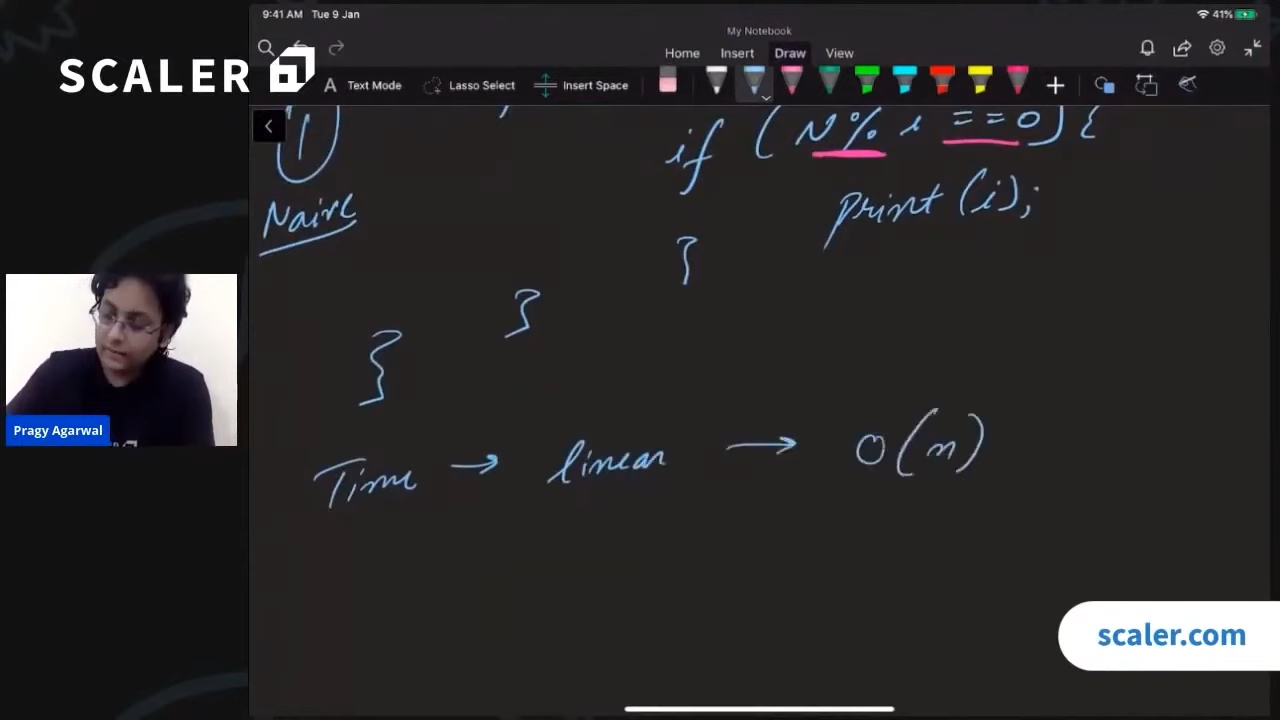 9:41 AM Tue 9 Jan
41%
My Notebook
SCALER
Home Insert Draw View
A Text Mode Lasso Select Insert Space
1
if ( N % i == 0 ) {
print (i);
Naive
}
}
}
Pragy Agarwal
Time → linear → O(n)
scaler.com